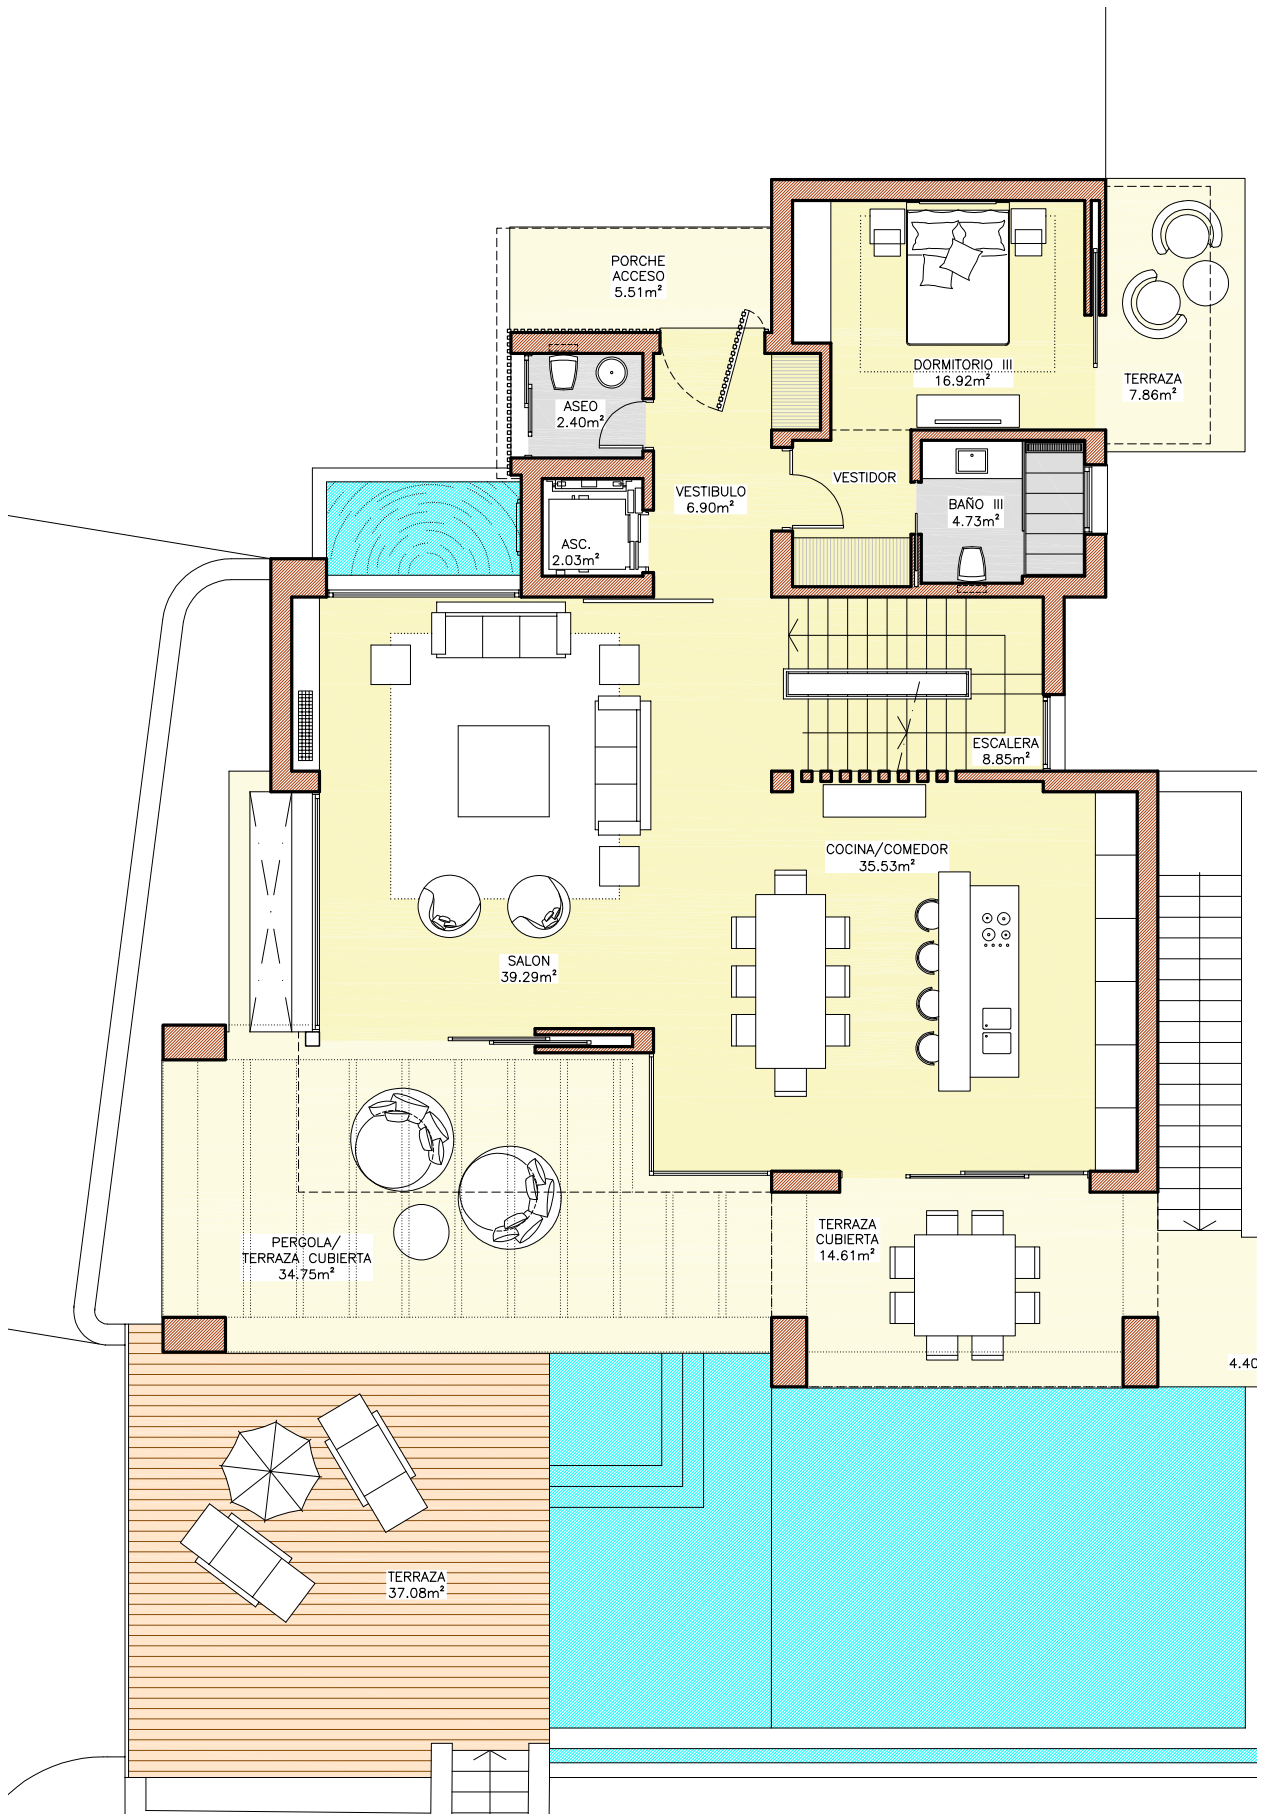 PORCHE
ACCESO
5.51m²
DORMITORIO III
16.92m²
TERRAZA
7.86m²
ASEO
2.40m²
VESTIBULO
6.90m²
VESTIDOR
BAÑO III
4.73m²
ASC.
2.03m²
ESCALERA
8.85m²
COCINA/COMEDOR
35.53m²
SALON
39.29m²
PERGOLA/
TERRAZA CUBIERTA
34.75m²
TERRAZA
CUBIERTA
14.61m²
4.40
TERRAZA
37.08m²